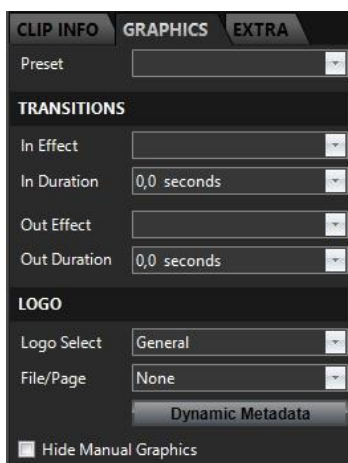 CLIP INFO GRAPHICS EXTRA
Preset
TRANSITIONS
In Effect
In Duration 0,0 seconds
Out Effect
Out Duration 0,0 seconds
LOGO
Logo Select General
File/Page None
Dynamic Metadata
Hide Manual Graphics